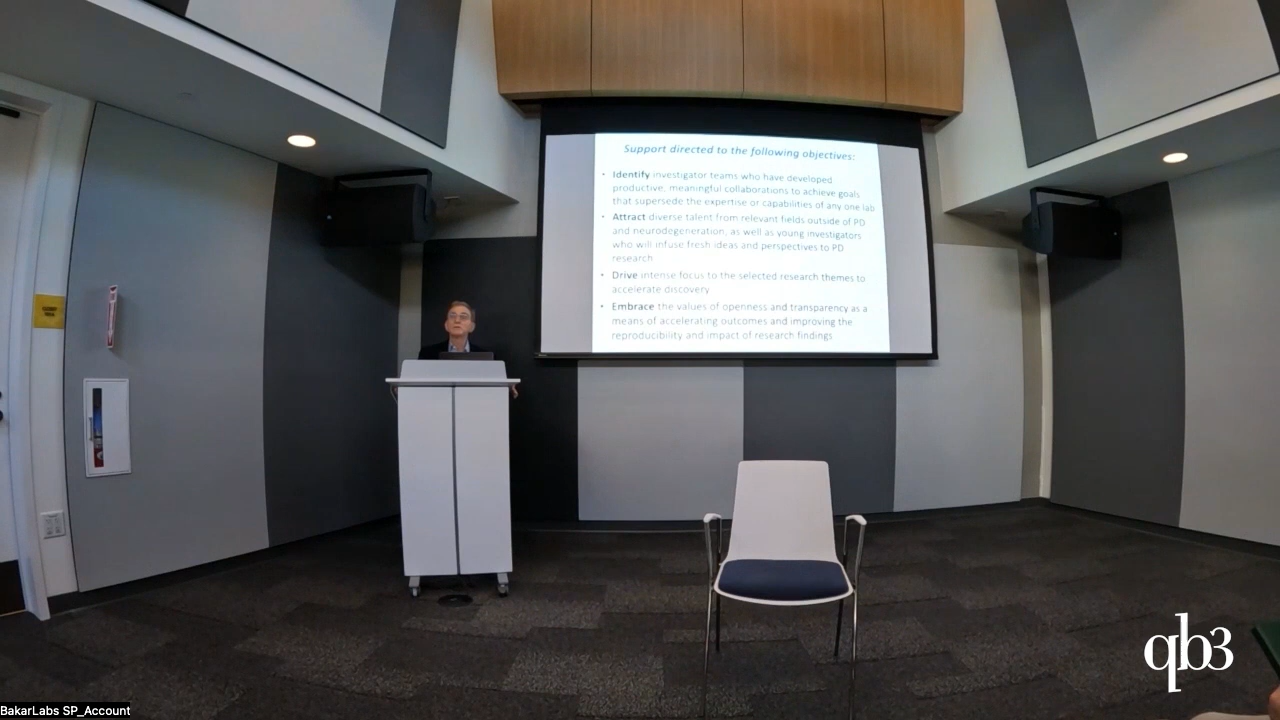 Support directed to the following objectives:
• Identify investigator teams who have developed
productive, meaningful collaborations to achieve goals
that supersede the expertise or capabilities of any one lab
• Attract diverse talent from relevant fields outside of PD
and neurodegeneration, as well as young investigators
who will infuse fresh ideas and perspectives to PD
research
• Drive intense focus to the selected research themes to
accelerate discovery
• Embrace the values of openness and transparency as a
means of accelerating outcomes and improving the
reproducibility and impact of research findings
qb3
BakarLabs SP_Account